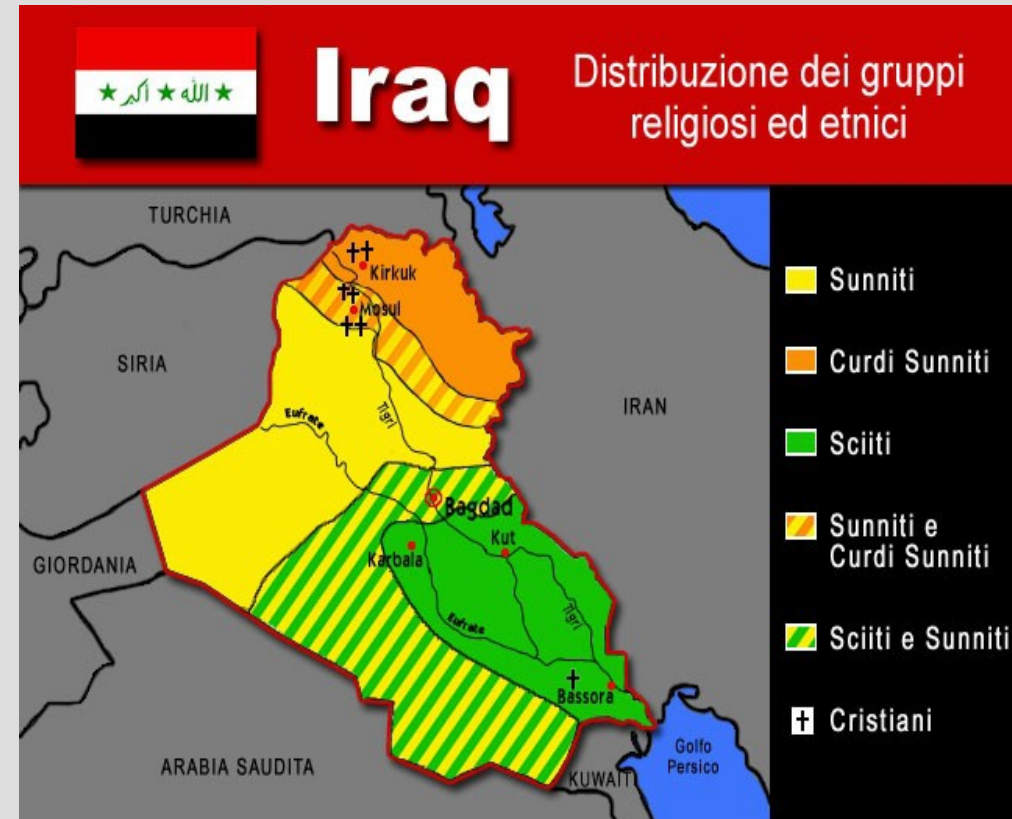 الله اكبر
Iraq
Distribuzione dei gruppi
religiosi ed etnici
TURCHIA
Kirkuk
Mosul
SIRIA
IRAN
Eufrate
Tigri
Bagdad
Kut
Karbala
GIORDANIA
Eufrate
Tigri
Bassora
ARABIA SAUDITA
KUWAIT
Golfo
Persico
Sunniti
Curdi Sunniti
Sciiti
Sunniti e
Curdi Sunniti
Sciiti e Sunniti
Cristiani